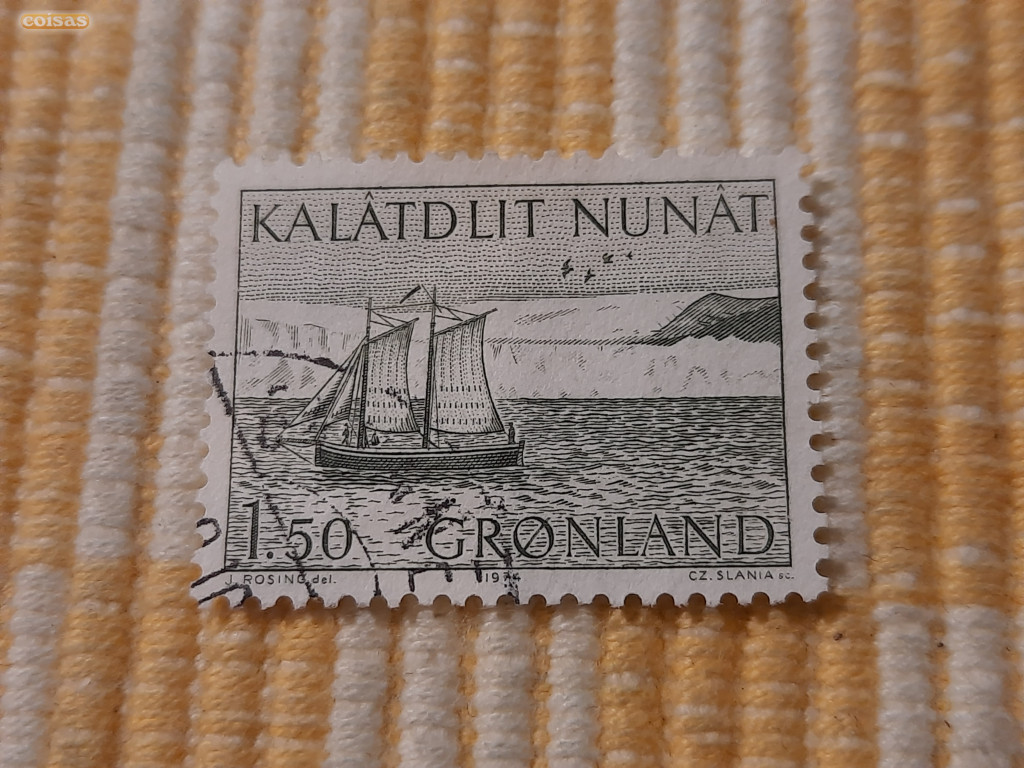 coisas
KALÂTDLIT NUNÂT
1.50 GRØNLAND
J. ROSING del. 1974 CZ. SLANIA sc.